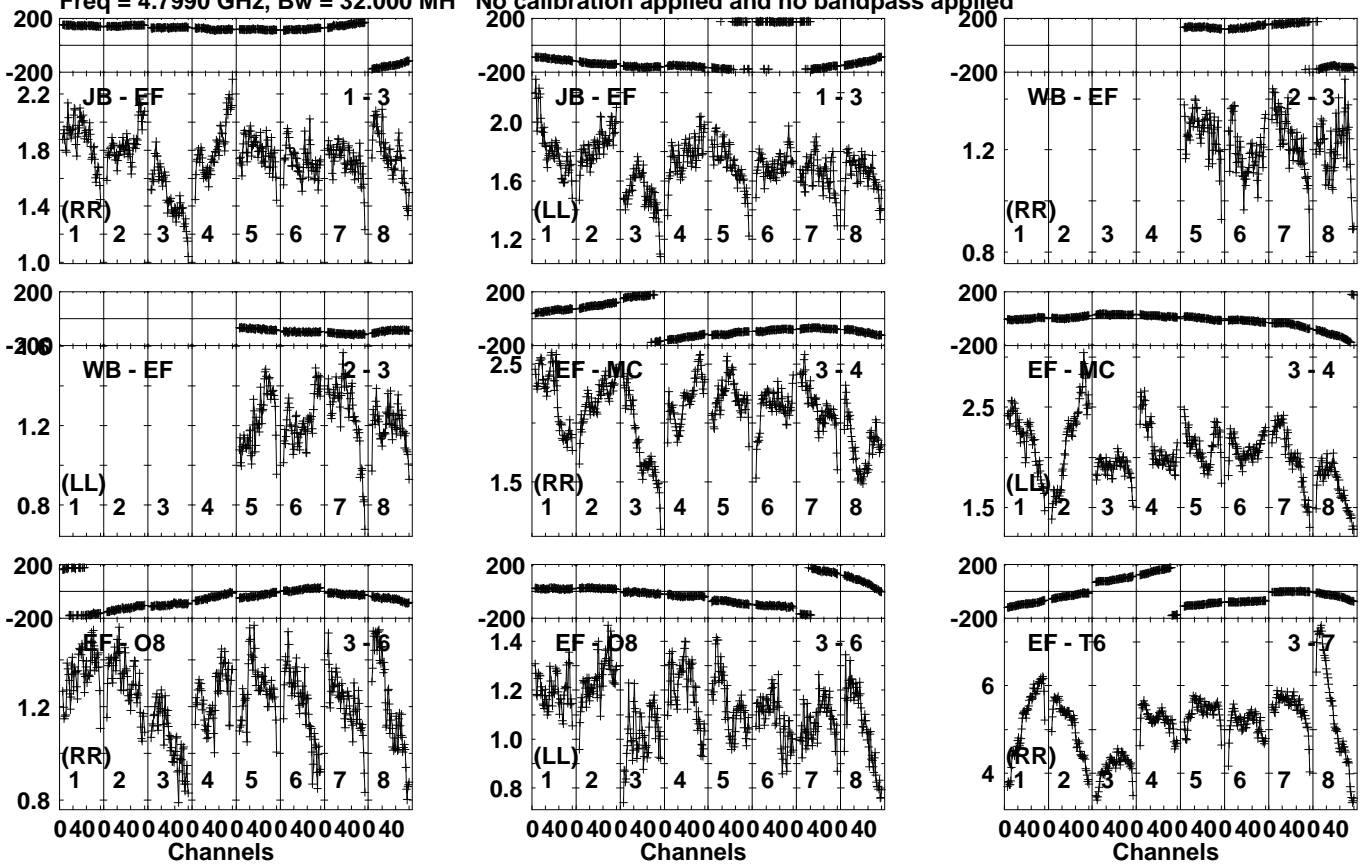 Freq = 4.7990 GHz, Bw = 32.000 MH No calibration applied and no bandpass applied
200
-200
2.2
1.8
1.4
1.0
JB - EF 1 - 3
(RR)
1 2 3 4 5 6 7 8
200
-200
2.0
1.6
1.2
JB - EF 1 - 3
(LL)
1 2 3 4 5 6 7 8
200
-200
1.2
0.8
WB - EF 2 - 3
(RR)
1 2 3 4 5 6 7 8
200
-200
1.6
1.2
0.8
WB - EF 2 - 3
(LL)
1 2 3 4 5 6 7 8
200
-200
2.5
1.5
EF - MC 3 - 4
(RR)
1 2 3 4 5 6 7 8
200
-200
2.5
1.5
EF - MC 3 - 4
(LL)
1 2 3 4 5 6 7 8
200
-200
1.2
0.8
EF - O8 3 - 6
(RR)
1 2 3 4 5 6 7 8
0 40 0 40 0 40 0 40 0 40 0 40 0 40 0 40
Channels
200
-200
1.4
1.2
1.0
0.8
EF - O8 3 - 6
(LL)
1 2 3 4 5 6 7 8
0 40 0 40 0 40 0 40 0 40 0 40 0 40 0 40
Channels
200
-200
6
4
EF - T6 3 - 7
(RR)
1 2 3 4 5 6 7 8
0 40 0 40 0 40 0 40 0 40 0 40 0 40 0 40
Channels